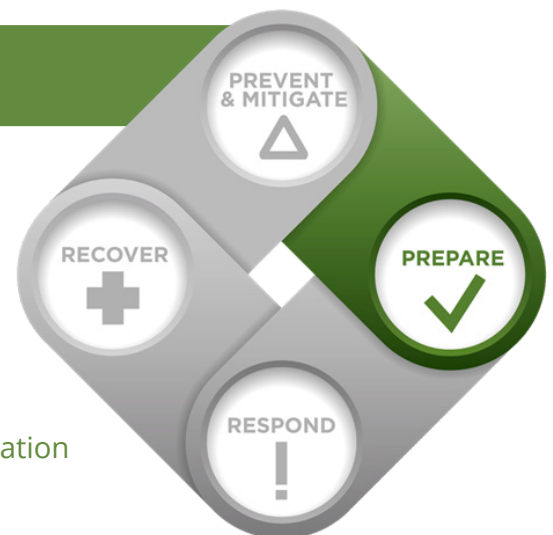 PREVENT
& MITIGATE
RECOVER
PREPARE
RESPOND
!
ation